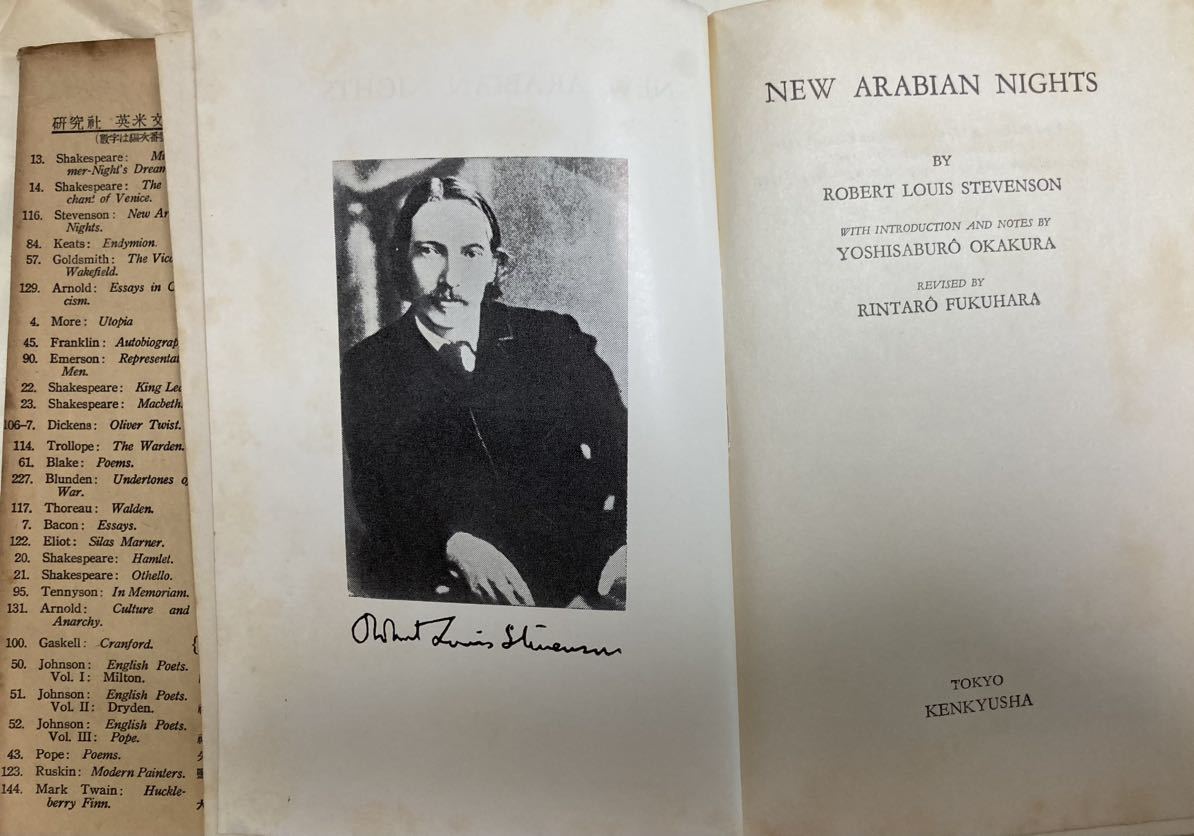 研究社 英米文
13. Shakespeare:
mer-Night's Dream
14. Shakespeare: The
chant of Venice.
116. Stevenson: New Ar
Nights.
84. Keats: Endymion.
57. Goldsmith: The Vic
Wakefield.
129. Arnold: Essays in C
cism.
4. More: Utopia
45. Franklin: Autobiograp
90. Emerson: Representat
Men.
22. Shakespeare: King Lea
23. Shakespeare: Macbeth.
106-7. Dickens: Oliver Twist.
114. Trollope: The Warden.
61. Blake: Poems.
227. Blunden: Undertones o
War.
117. Thoreau: Walden.
7. Bacon: Essays.
122. Eliot: Silas Marner.
20. Shakespeare: Hamlet.
21. Shakespeare: Othello.
95. Tennyson: In Memoriam.
131. Arnold: Culture and
Anarchy.
100. Gaskell: Cranford.
50. Johnson: English Poets.
Vol. I: Milton.
51. Johnson: English Poets.
Vol. II: Dryden.
52. Johnson: English Poets.
Vol. III: Pope.
43. Pope: Poems.
123. Ruskin: Modern Painters.
144. Mark Twain: Huckle-
berry Finn.
Robert Louis Stevenson
NEW ARABIAN NIGHTS
BY
ROBERT LOUIS STEVENSON
WITH INTRODUCTION AND NOTES BY
YOSHISABURÔ OKAKURA
REVISED BY
RINTARÔ FUKUHARA
TOKYO
KENKYUSHA